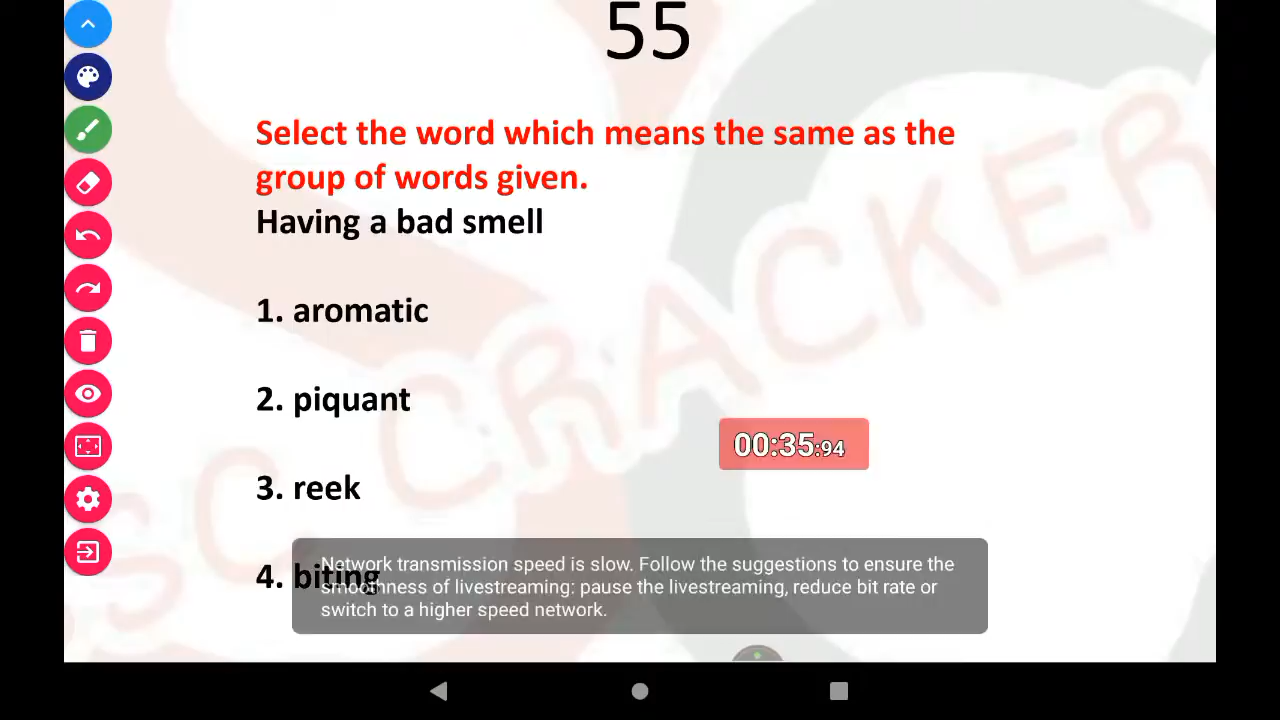 55
Select the word which means the same as the
group of words given.
Having a bad smell
1. aromatic
2. piquant
00:35:94
3. reek
4. biting
Network transmission speed is slow. Follow the suggestions to ensure the
smoothness of livestreaming: pause the livestreaming, reduce bit rate or
switch to a higher speed network.
SC CRACKER